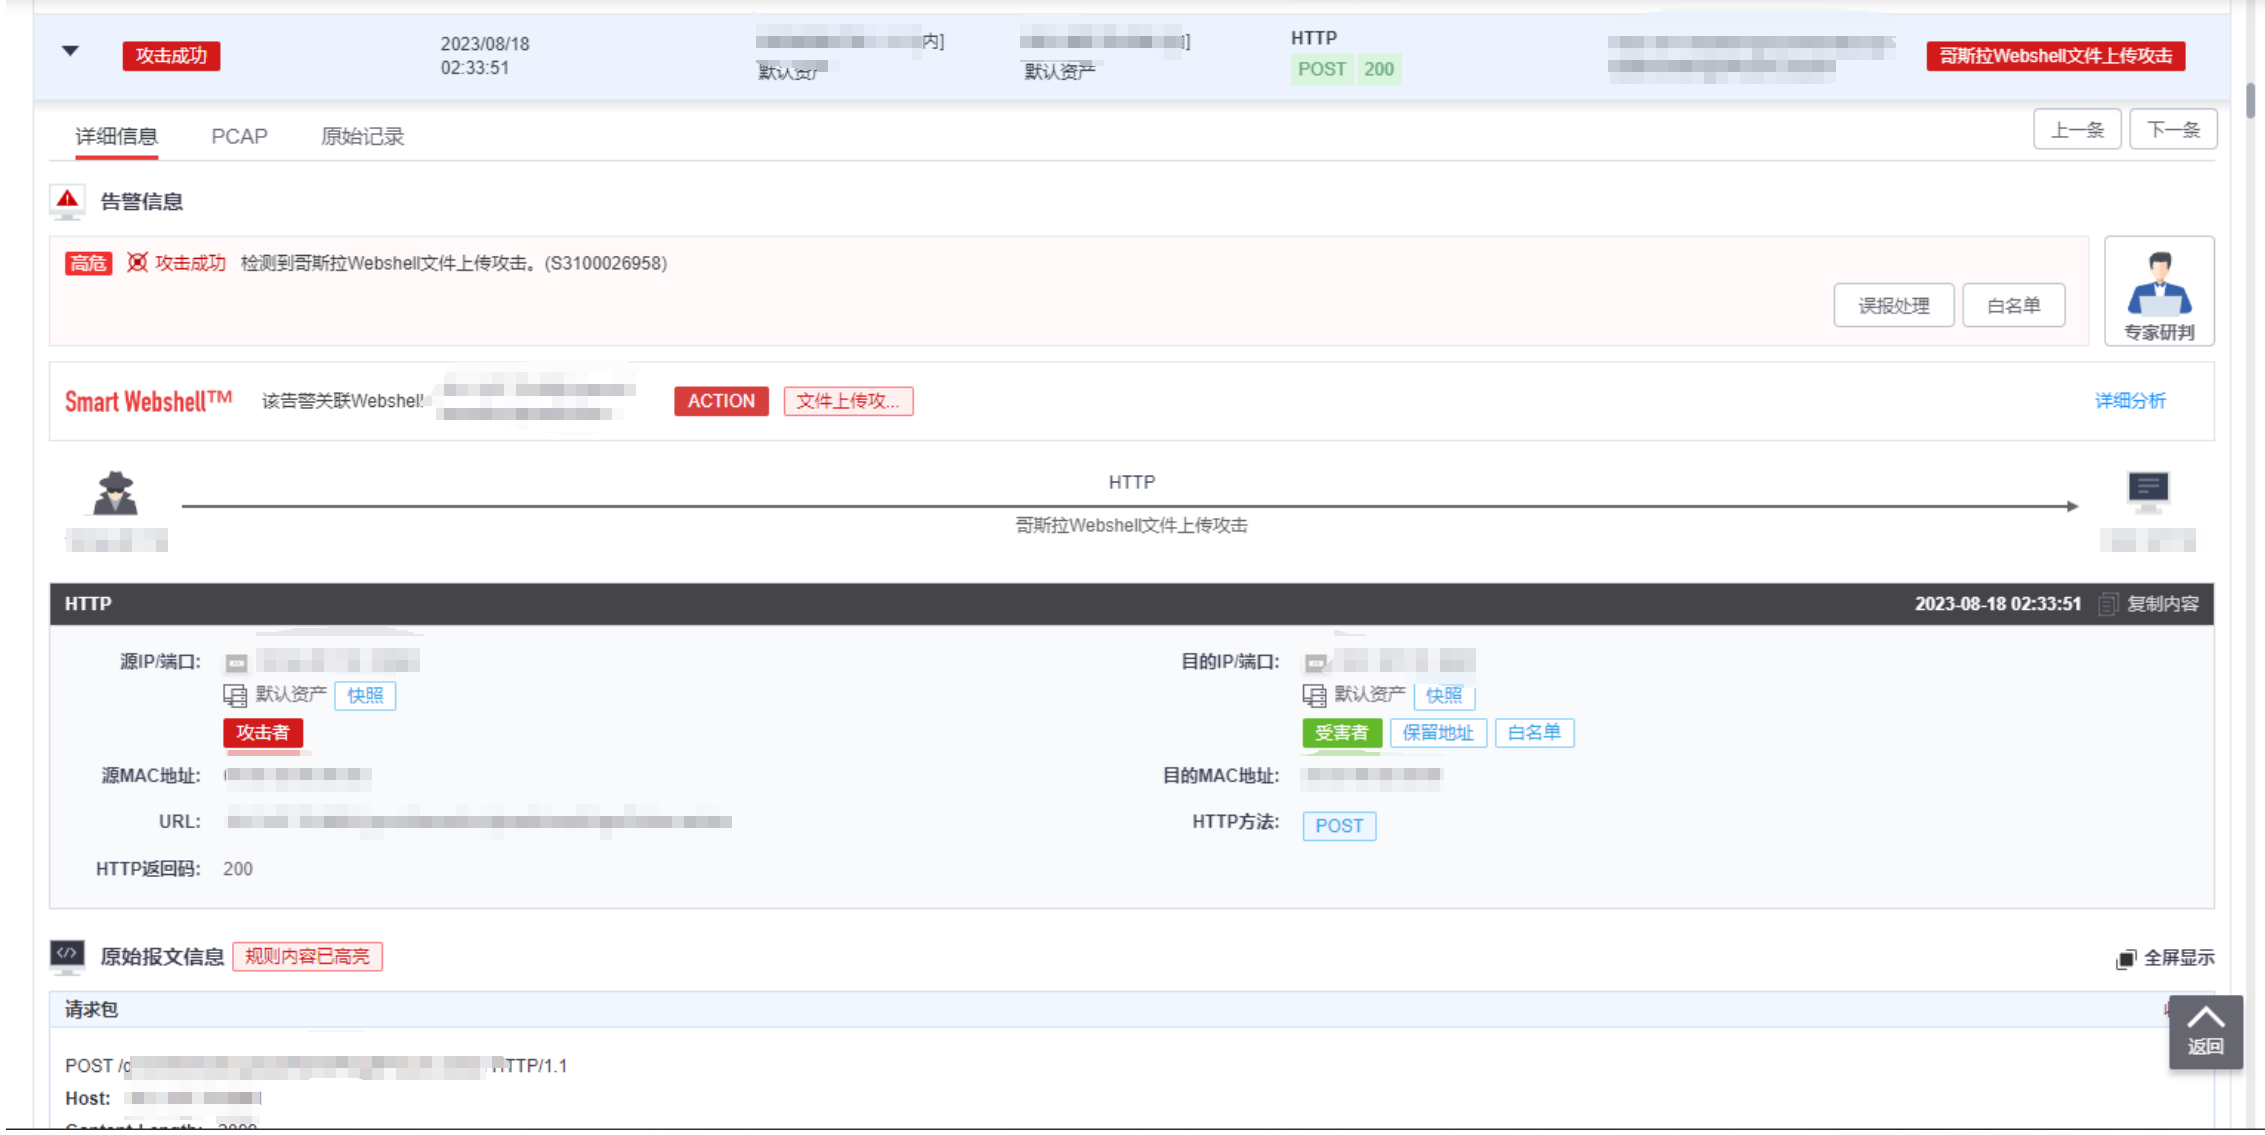 攻击成功
2023/08/18
02:33:51
内]
默认资产
]
默认资产
HTTP
POST 200
哥斯拉Webshell文件上传攻击
详细信息 PCAP 原始记录
上一条 下一条
告警信息
高危 攻击成功 检测到哥斯拉Webshell文件上传攻击。(S3100026958)
误报处理 白名单
专家研判
Smart Webshell™ 该告警关联Webshell ACTION 文件上传攻... 详细分析
HTTP
哥斯拉Webshell文件上传攻击
HTTP 2023-08-18 02:33:51 复制内容
源IP/端口: 目的IP/端口:
默认资产 快照 默认资产 快照
攻击者 受害者 保留地址 白名单
源MAC地址: 目的MAC地址:
URL: HTTP方法: POST
HTTP返回码: 200
原始报文信息 规则内容已高亮 全屏显示
请求包
返回
POST / HTTP/1.1
Host:
Content-Length: